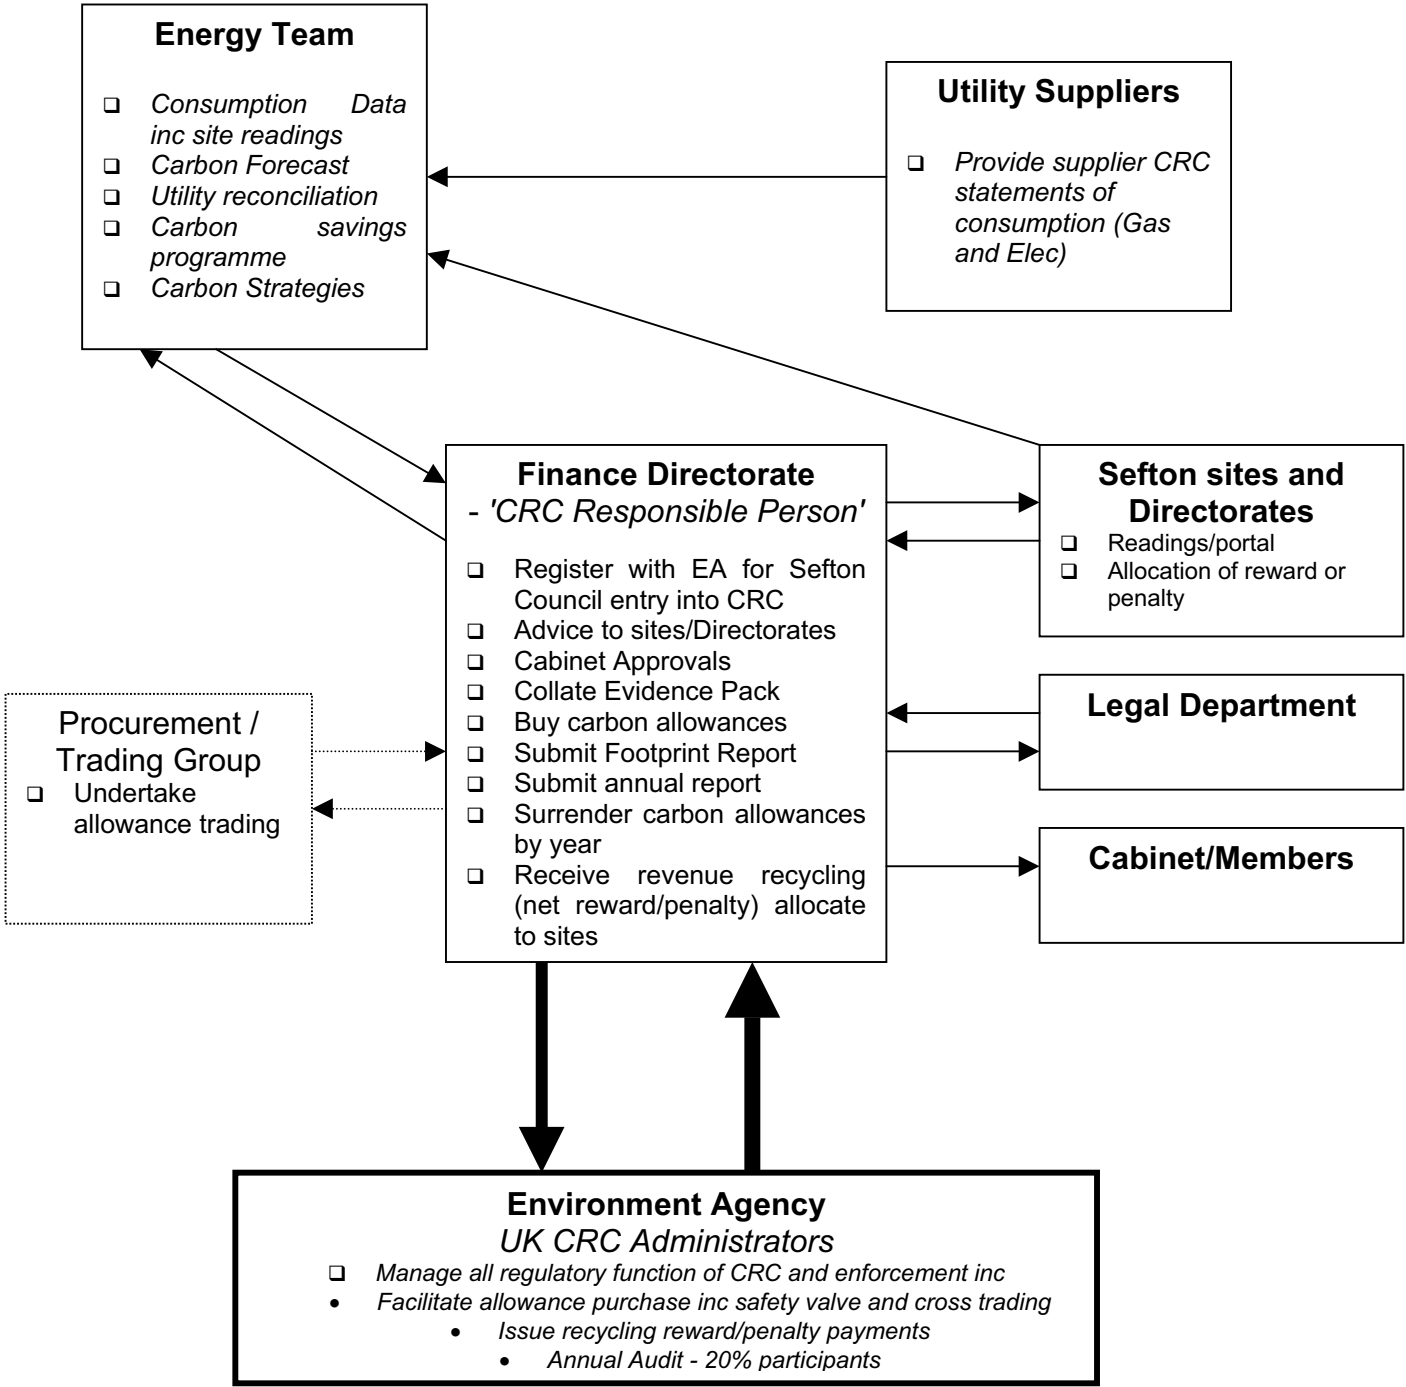 Energy Team
❑ Consumption Data
inc site readings
❑ Carbon Forecast
❑ Utility reconciliation
❑ Carbon savings
programme
❑ Carbon Strategies
Utility Suppliers
❑ Provide supplier CRC
statements of
consumption (Gas
and Elec)
Finance Directorate
- 'CRC Responsible Person'
❑ Register with EA for Sefton
Council entry into CRC
❑ Advice to sites/Directorates
❑ Cabinet Approvals
❑ Collate Evidence Pack
❑ Buy carbon allowances
❑ Submit Footprint Report
❑ Submit annual report
❑ Surrender carbon allowances
by year
❑ Receive revenue recycling
(net reward/penalty) allocate
to sites
Sefton sites and
Directorates
❑ Readings/portal
❑ Allocation of reward or
penalty
Procurement /
Trading Group
❑ Undertake
allowance trading
Legal Department
Cabinet/Members
Environment Agency
UK CRC Administrators
❑ Manage all regulatory function of CRC and enforcement inc
• Facilitate allowance purchase inc safety valve and cross trading
• Issue recycling reward/penalty payments
• Annual Audit - 20% participants